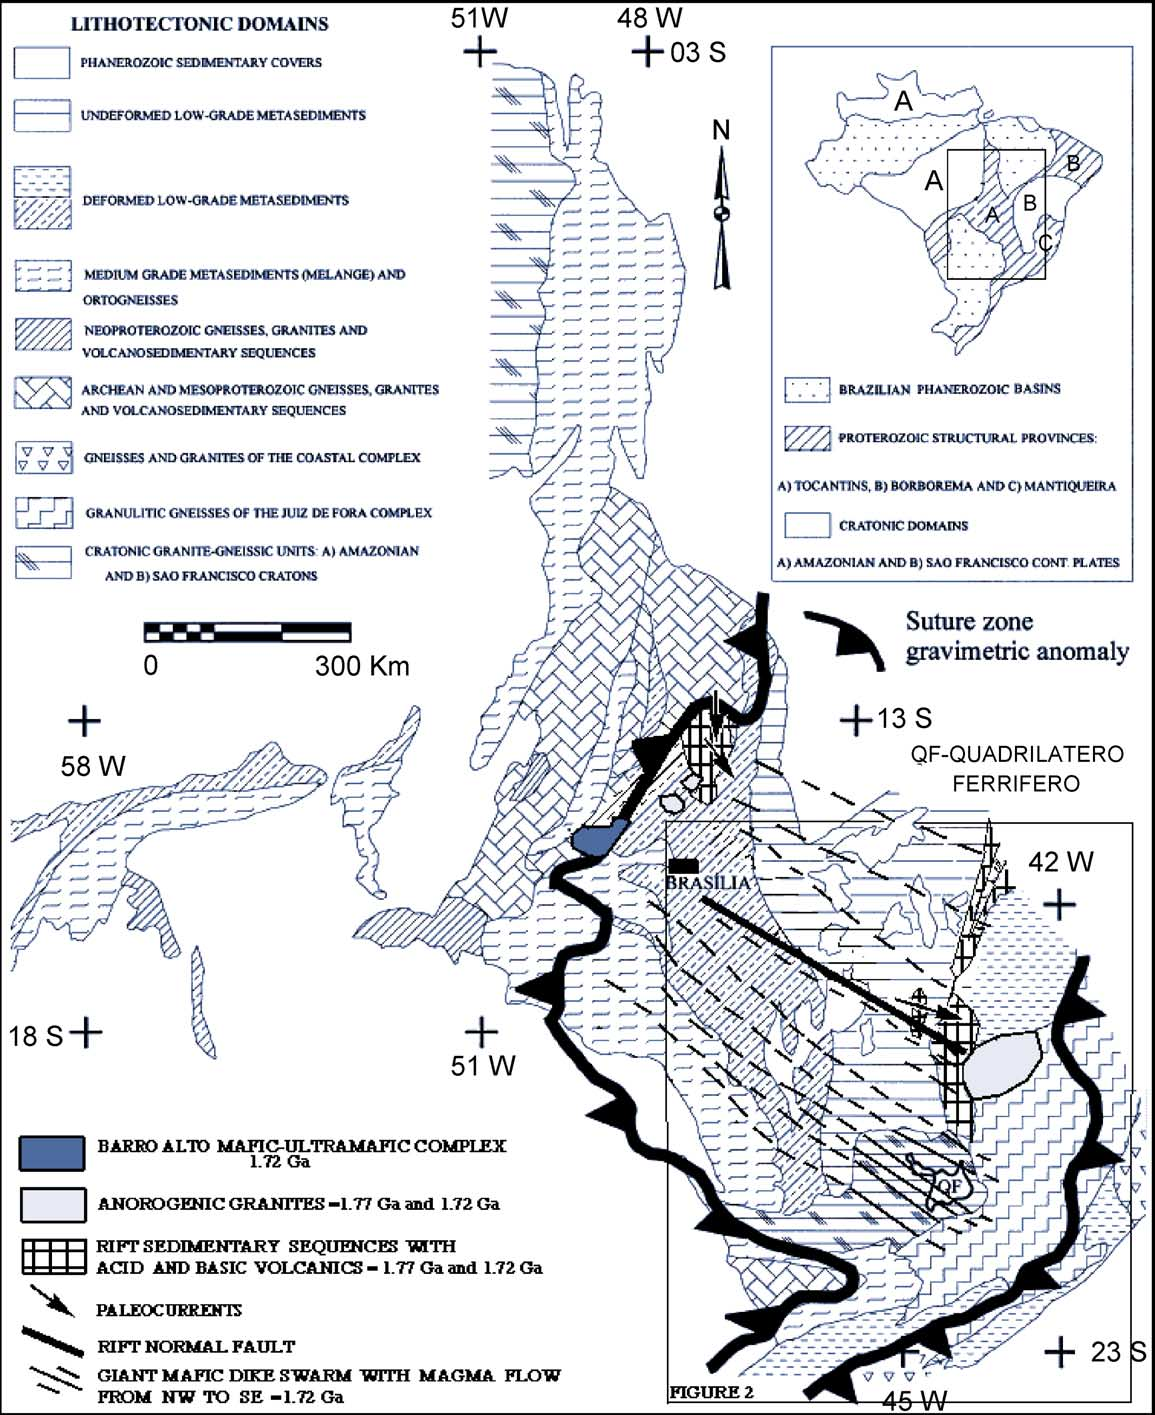 LITHOTECTONIC DOMAINS
PHANEROZOIC SEDIMENTARY COVERS
UNDEFORMED LOW-GRADE METASEDIMENTS
DEFORMED LOW-GRADE METASEDIMENTS
MEDIUM GRADE METASEDIMENTS (MELANGE) AND
ORTOGNEISSES
NEOPROTEROZOIC GNEISSES, GRANITES AND
VOLCANOSEDIMENTARY SEQUENCES
ARCHEAN AND MESOPROTEROZOIC GNEISSES, GRANITES
AND VOLCANOSEDIMENTARY SEQUENCES
GNEISSES AND GRANITES OF THE COASTAL COMPLEX
GRANULITIC GNEISSES OF THE JUIZ DE FORA COMPLEX
CRATONIC GRANITE-GNEISSIC UNITS: A) AMAZONIAN
AND B) SAO FRANCISCO CRATONS
0 300 Km
51W
48 W
03 S
N
A
A
B
B
A
C
BRAZILIAN PHANEROZOIC BASINS
PROTEROZOIC STRUCTURAL PROVINCES:
A) TOCANTINS, B) BORBOREMA AND C) MANTIQUEIRA
CRATONIC DOMAINS
A) AMAZONIAN AND B) SAO FRANCISCO CONT. PLATES
Suture zone
gravimetric anomaly
13 S
QF-QUADRILATERO
FERRIFERO
58 W
42 W
BRASÍLIA
18 S
51 W
QF
23 S
45 W
FIGURE 2
BARRO ALTO MAFIC-ULTRAMAFIC COMPLEX
1.72 Ga
ANOROGENIC GRANITES =1.77 Ga and 1.72 Ga
RIFT SEDIMENTARY SEQUENCES WITH
ACID AND BASIC VOLCANICS = 1.77 Ga and 1.72 Ga
PALEOCURRENTS
RIFT NORMAL FAULT
GIANT MAFIC DIKE SWARM WITH MAGMA FLOW
FROM NW TO SE =1.72 Ga